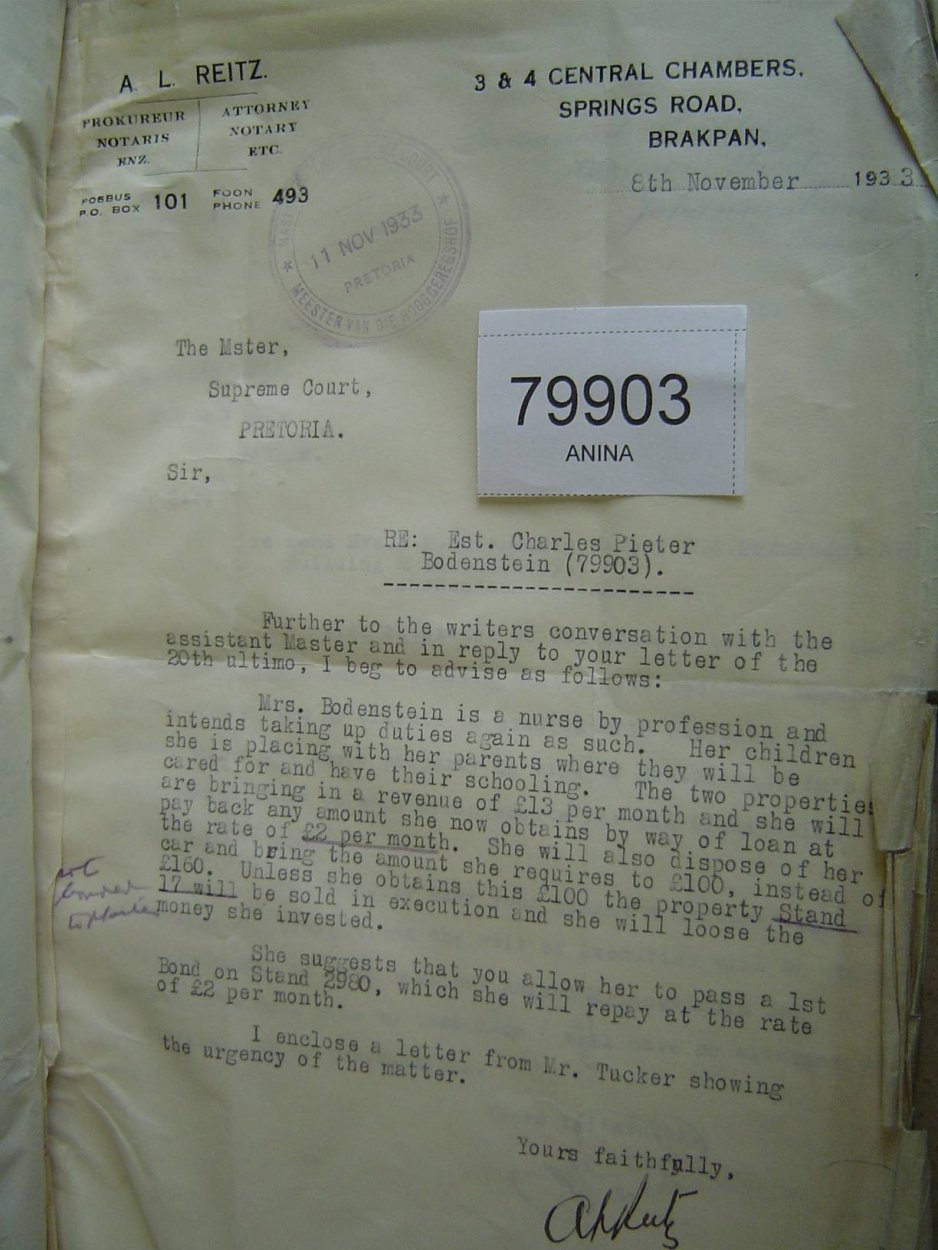 A. L. REITZ.
PROKUREUR
NOTARIS
ENZ.
ATTORNEY
NOTARY
ETC.
POSBUS
P.O. BOX 101
FOON
PHONE 493
3 & 4 CENTRAL CHAMBERS,
SPRINGS ROAD,
BRAKPAN,
8th November 1933
11 NOV 1933
PRETORIA
MEESTER VAN DIE HOOGGEREGSHOF
The Mster,
Supreme Court,
PRETORIA.
79903
ANINA
Sir,
RE: Est. Charles Pieter
Bodenstein (79903).
Further to the writers conversation with the
assistant Master and in reply to your letter of the
20th ultimo, I beg to advise as follows:
Mrs. Bodenstein is a nurse by profession and
intends taking up duties again as such. Her children
she is placing with her parents where they will be
cared for and have their schooling. The two properties
are bringing in a revenue of £13 per month and she will
pay back any amount she now obtains by way of loan at
the rate of £2 per month. She will also dispose of her
car and bring the amount she requires to £100, instead of
£160. Unless she obtains this £100 the property Stand
17 will be sold in execution and she will loose the
money she invested.
She suggests that you allow her to pass a 1st
Bond on Stand 2980, which she will repay at the rate
of £2 per month.
I enclose a letter from Mr. Tucker showing
the urgency of the matter.
Yours faithfully,
ALReitz